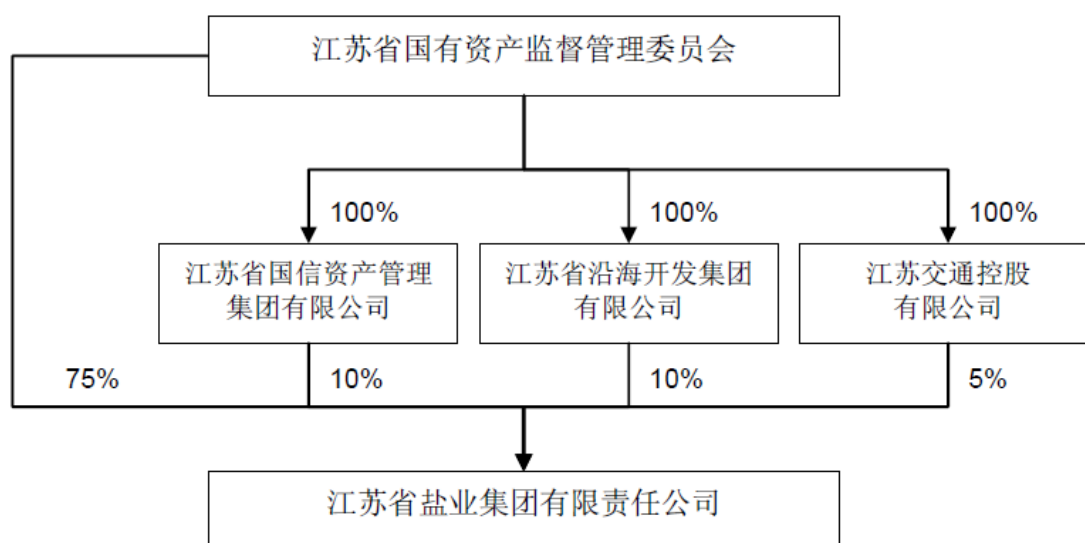 江苏省国有资产监督管理委员会
100%
100%
100%
江苏省国信资产管理
集团有限公司
江苏省沿海开发集团
有限公司
江苏交通控股
有限公司
75%
10%
10%
5%
江苏省盐业集团有限责任公司